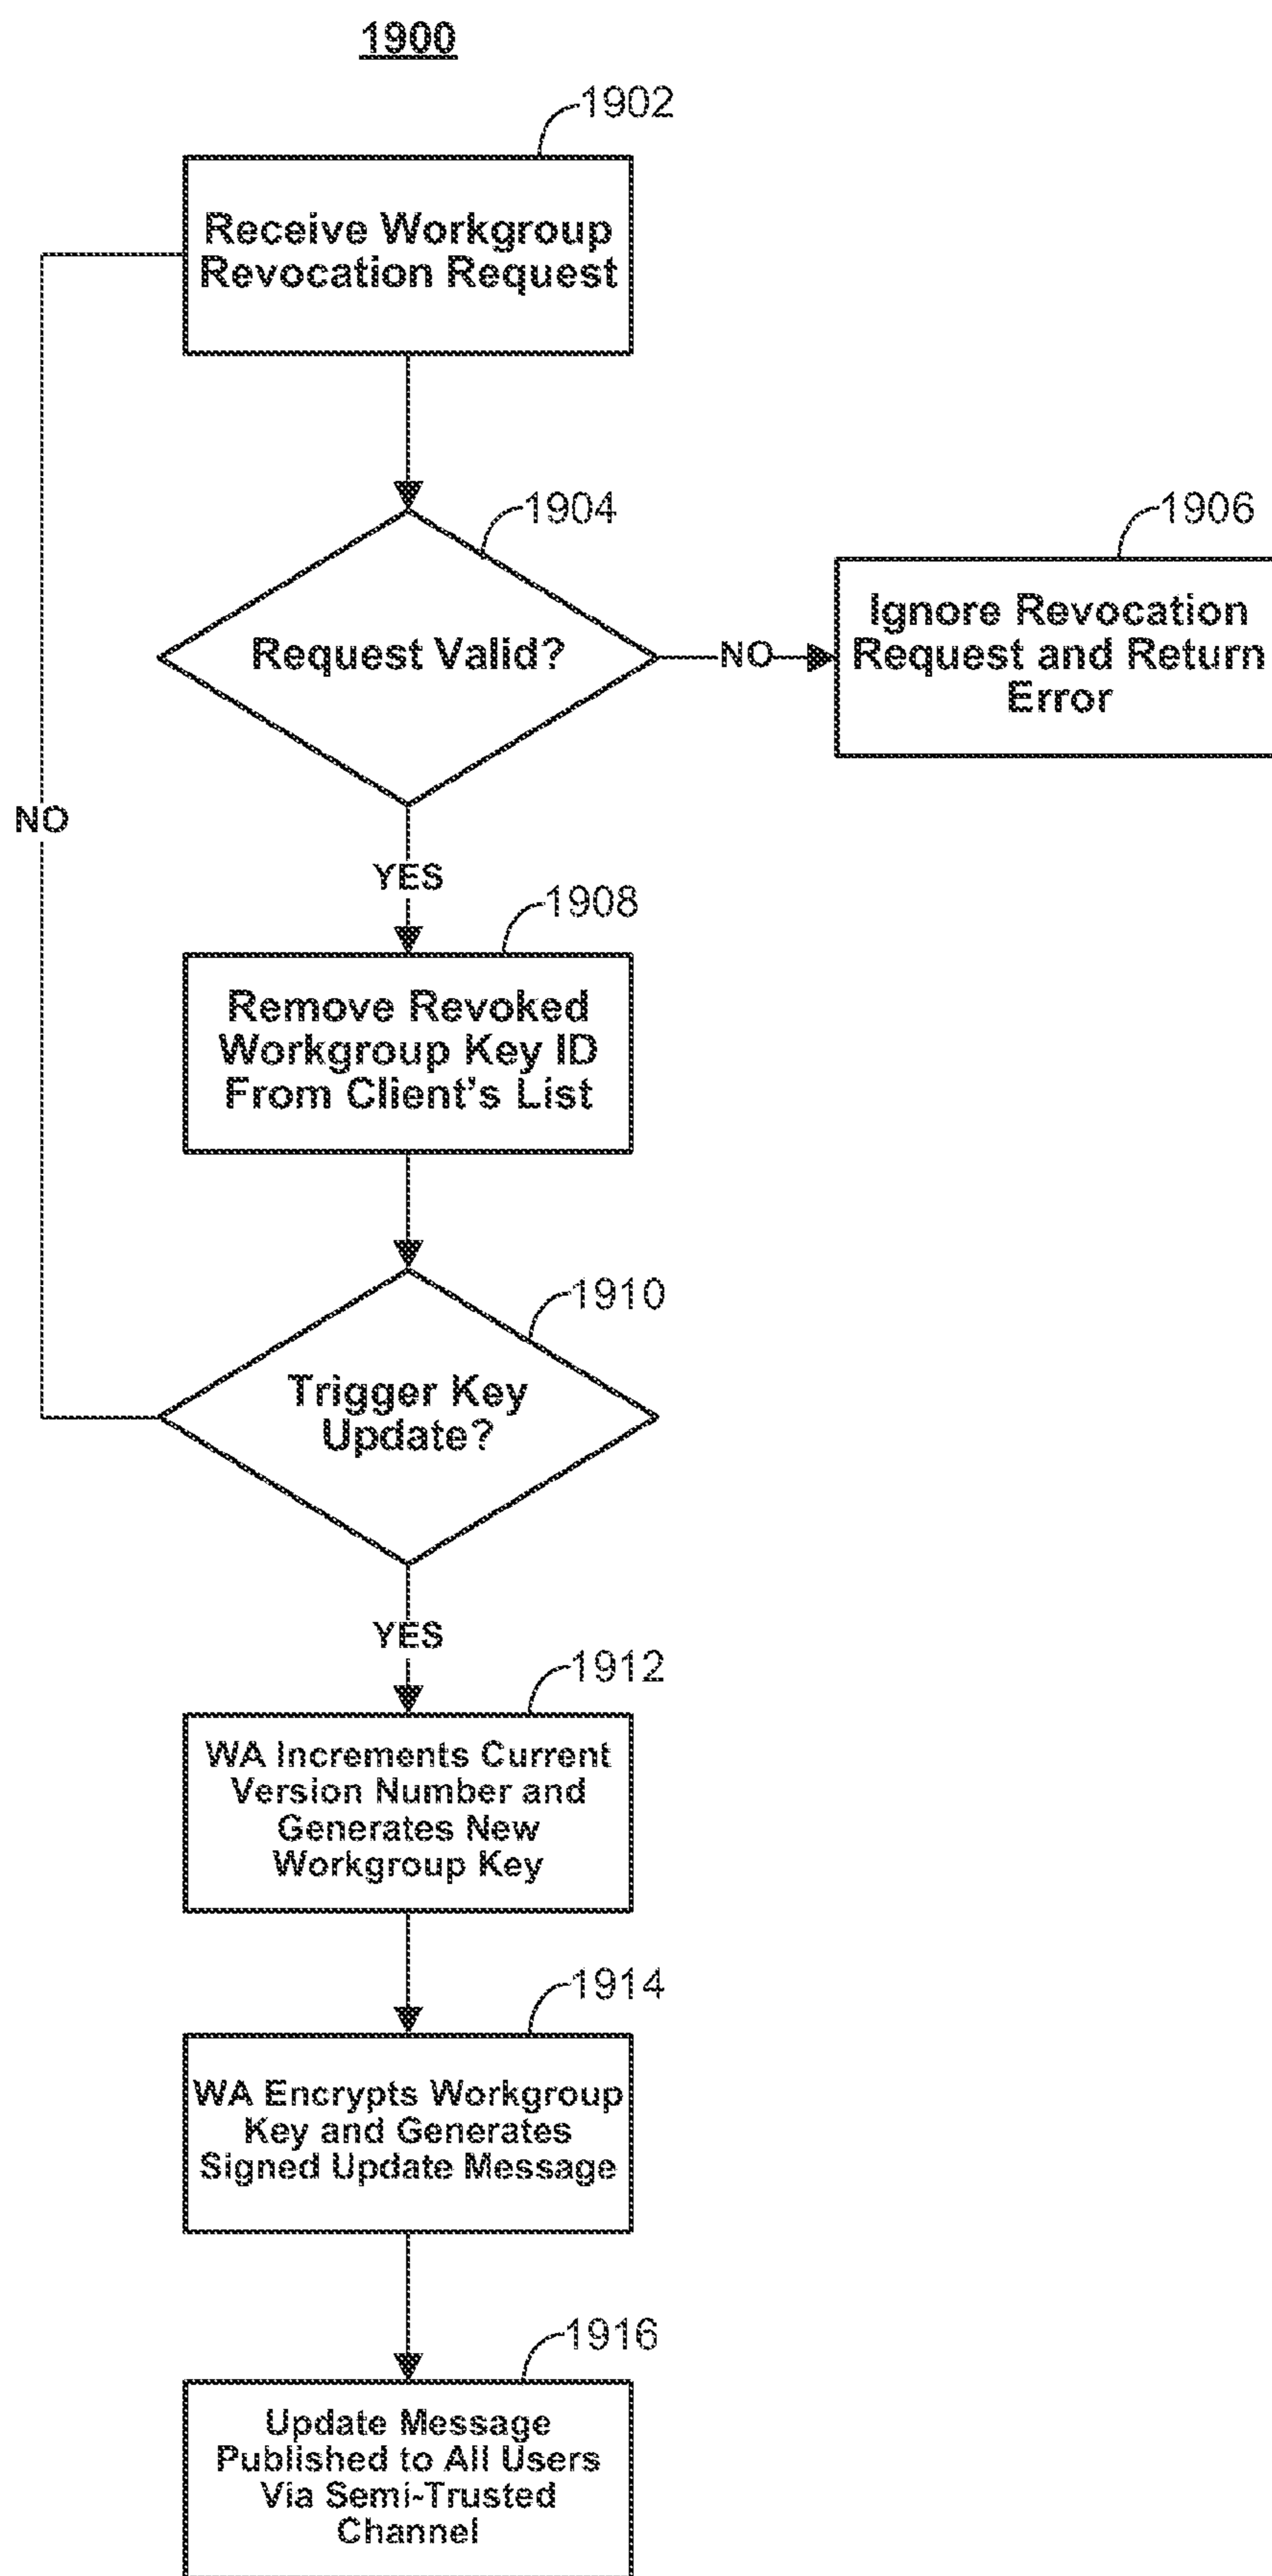 1900
1902
Receive Workgroup
Revocation Request
1904
Request Valid?
NO
1906
Ignore Revocation
Request and Return
Error
NO
YES
1908
Remove Revoked
Workgroup Key ID
From Client's List
1910
Trigger Key
Update?
YES
1912
WA Increments Current
Version Number and
Generates New
Workgroup Key
1914
WA Encrypts Workgroup
Key and Generates
Signed Update Message
1916
Update Message
Published to All Users
Via Semi-Trusted
Channel